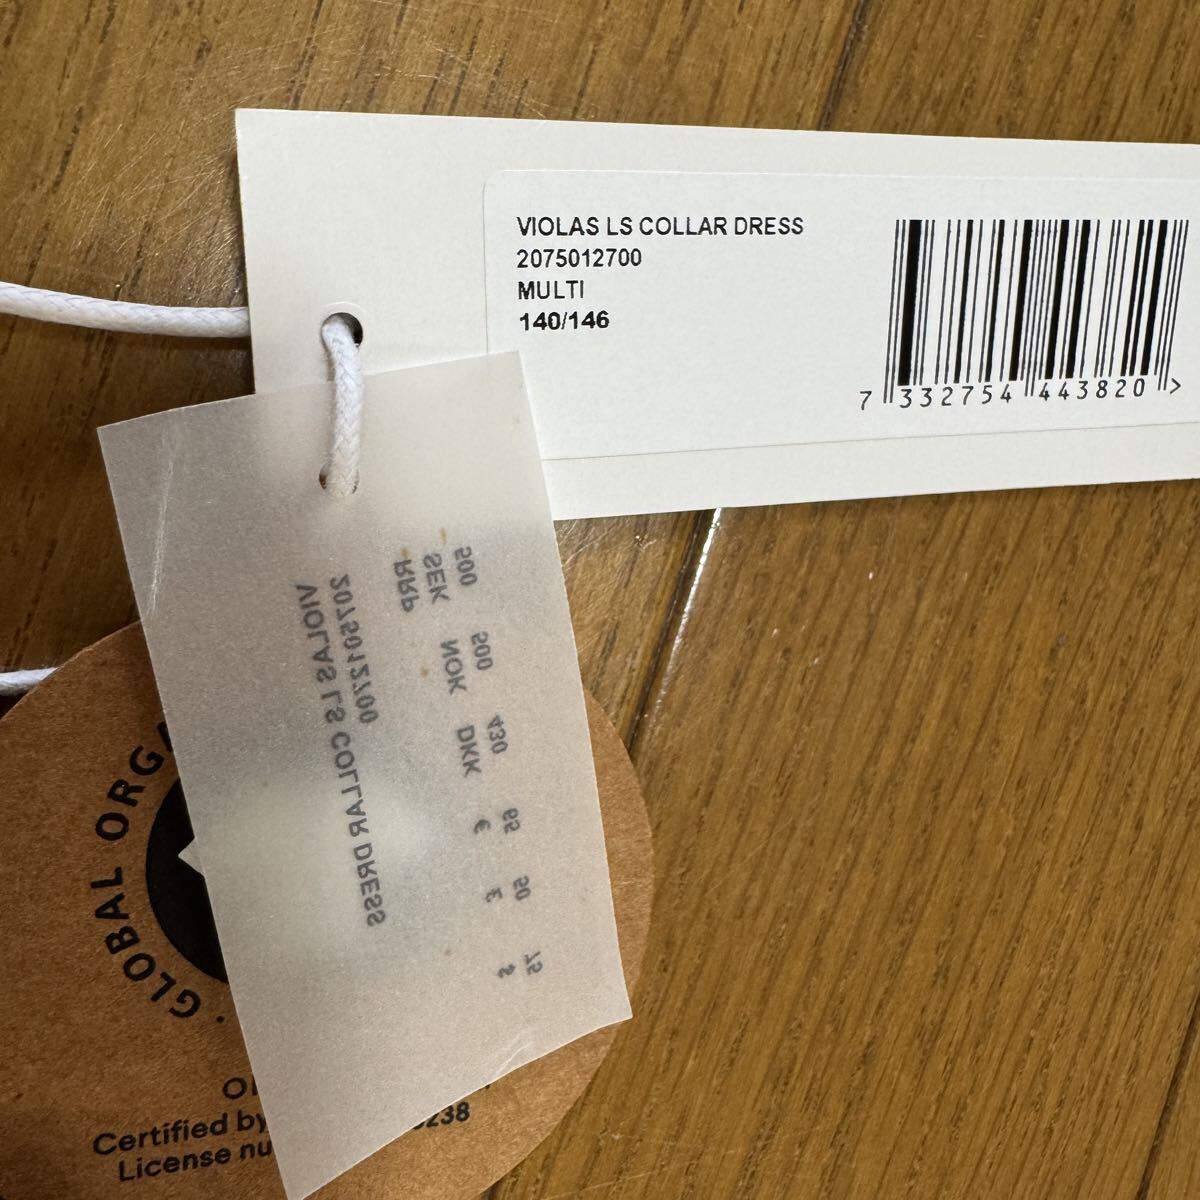 VIOLAS LS COLLAR DRESS
2075012700
MULTI
140/146
7 332754 443820 >
VIOLAS LS COLLAR DRESS
2075012700
RRP
SEK NOK DKK € £ $
500 500 430 65 50 75
· GLOBAL ORGA
Certified by
License nu
238